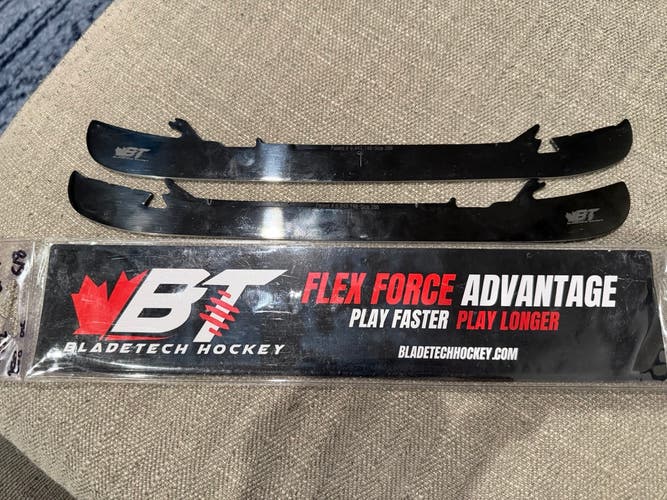 BT
BT
BT
BLADETECH HOCKEY
FLEX FORCE ADVANTAGE
PLAY FASTER PLAY LONGER
BLADETECHHOCKEY.COM